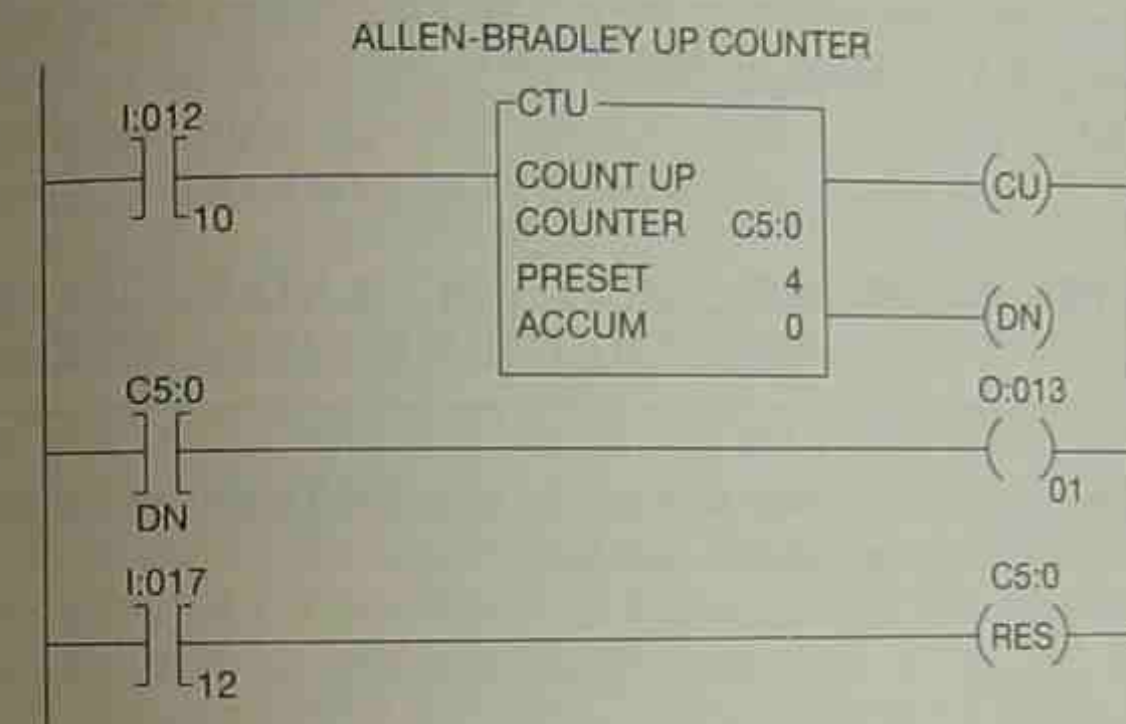 ALLEN-BRADLEY UP COUNTER
I:012
10
CTU
COUNT UP
COUNTER C5:0
PRESET 4
ACCUM 0
CU
DN
C5:0
DN
O:013
01
I:017
12
C5:0
RES